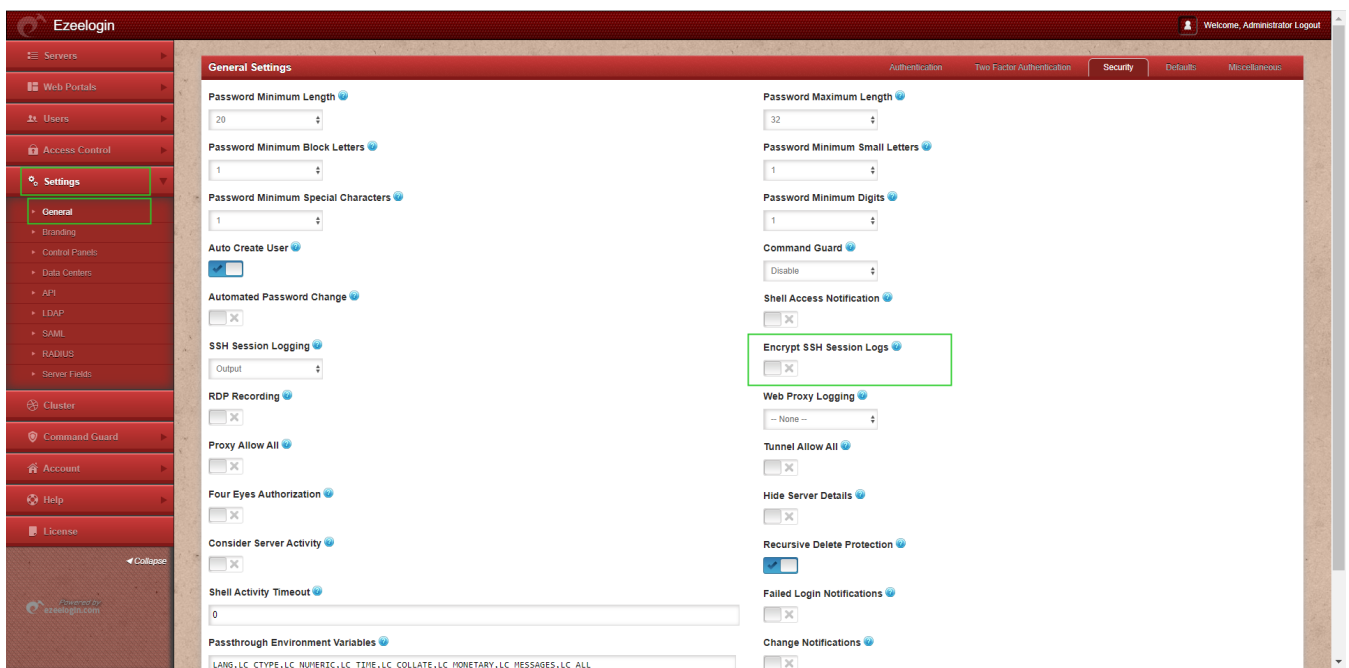 Ezeelogin
Welcome, Administrator Logout
Servers
Web Portals
Users
Access Control
Settings
General
Branding
Control Panels
Data Centers
API
LDAP
SAML
RADIUS
Server Fields
Cluster
Command Guard
Account
Help
License
Collapse
Powered by
ezeelogin.com
General Settings
Authentication
Two Factor Authentication
Security
Defaults
Miscellaneous
Password Minimum Length
20
Password Maximum Length
32
Password Minimum Block Letters
1
Password Minimum Small Letters
1
Password Minimum Special Characters
1
Password Minimum Digits
1
Auto Create User
Command Guard
Disable
Automated Password Change
Shell Access Notification
SSH Session Logging
Output
Encrypt SSH Session Logs
RDP Recording
Web Proxy Logging
-- None --
Proxy Allow All
Tunnel Allow All
Four Eyes Authorization
Hide Server Details
Consider Server Activity
Recursive Delete Protection
Shell Activity Timeout
0
Failed Login Notifications
Passthrough Environment Variables
LANG,LC_CTYPE,LC_NUMERIC,LC_TIME,LC_COLLATE,LC_MONETARY,LC_MESSAGES,LC_ALL
Change Notifications